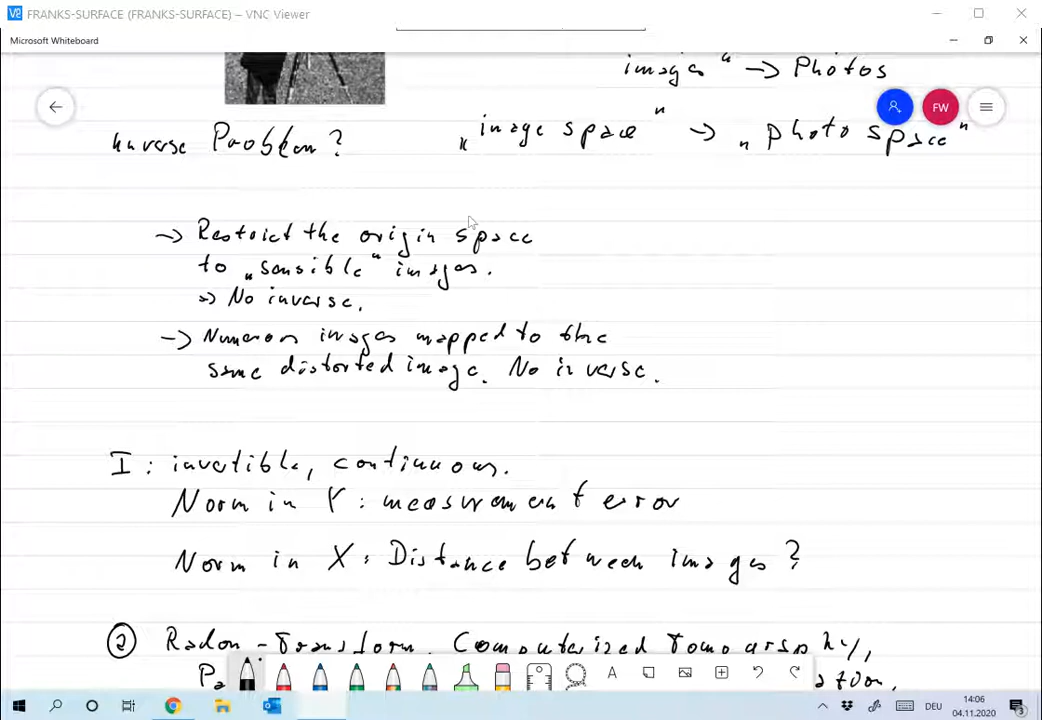 FRANKS-SURFACE (FRANKS-SURFACE) – VNC Viewer
Microsoft Whiteboard
images" -> Photos
FW
Inverse Problem?
"image space" -> "photo space"
-> Restrict the origin space
to "sensible" images.
-> No inverse.
-> Numerous images mapped to the
same distorted image. No inverse.
I: invertible, continuous.
Norm in Y: measurement error
Norm in X: Distance between images?
② Radon-Transform. Computerized Tomography,
A
14:06
DEU
04.11.2020
3